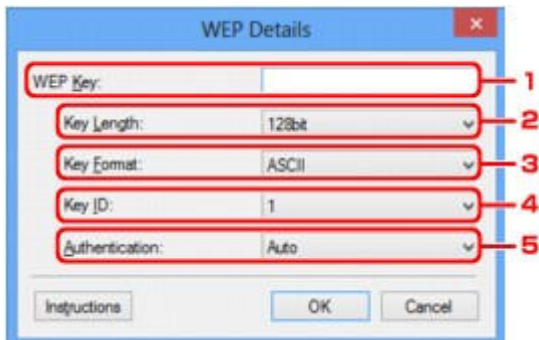 WEP Details
WEP Key: 1
Key Length: 128bit 2
Key Format: ASCII 3
Key ID: 1 4
Authentication: Auto 5
Instructions OK Cancel